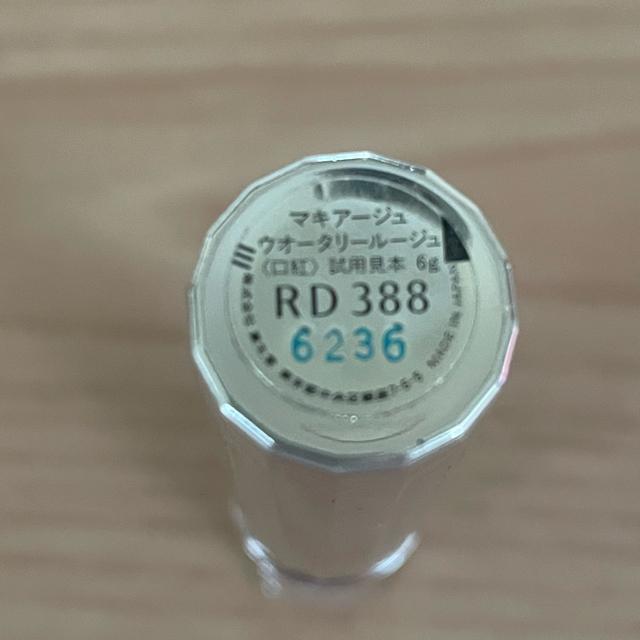 マキアージュ
ウオータリールージュ
〈口紅〉 試用見本 6g
RD 388
6236
MADE IN JAPAN